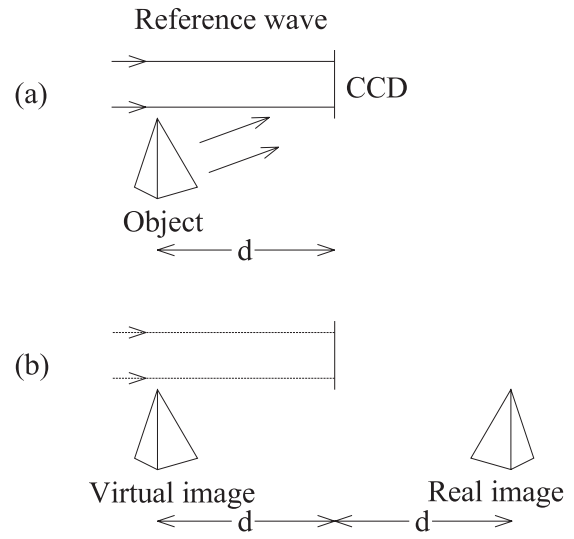 Reference wave
(a)
CCD
Object
d
(b)
Virtual image
Real image
d
d